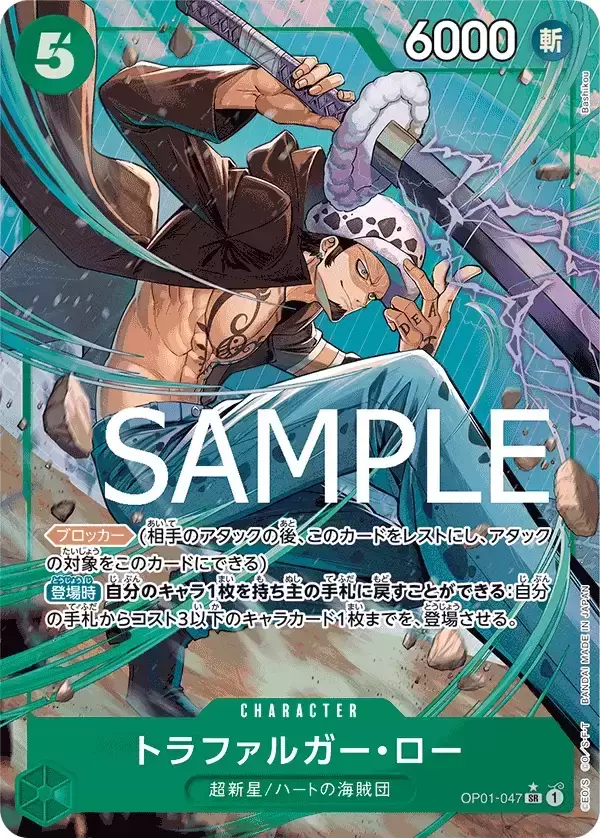 5
6000
斬
Bashikou
DEA
SAMPLE
ブロッカー (相手のアタックの後、このカードをレストにし、アタック
の対象をこのカードにできる)
登場時 自分のキャラ1枚を持ち主の手札に戻すことができる：自分
の手札からコスト3以下のキャラカード1枚までを、登場させる。
©E.O/S. ©O./S.・F・T BANDAI MADE IN JAPAN
CHARACTER
トラファルガー・ロー
超新星/ハートの海賊団
OP01-047 SR 1